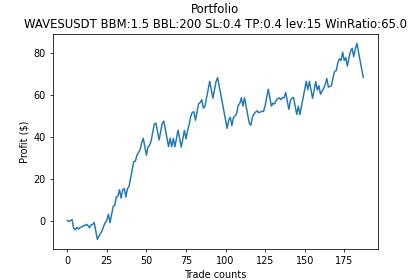 Portfolio
WAVESUSDT BBM:1.5 BBL:200 SL:0.4 TP:0.4 lev:15 WinRatio:65.0
Profit ($)
80
60
40
20
0
0 25 50 75 100 125 150 175
Trade counts